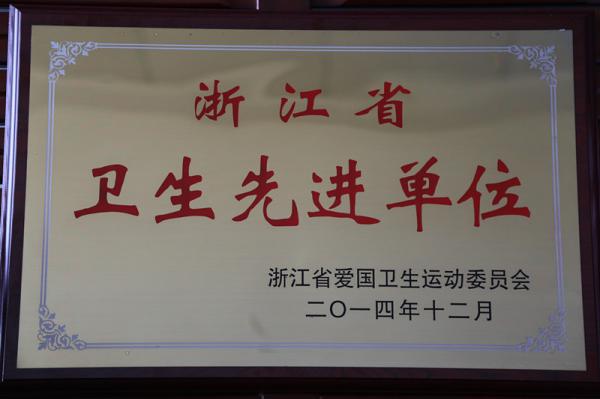 浙江省
卫生先进单位
浙江省爱国卫生运动委员会
二〇一四年十二月